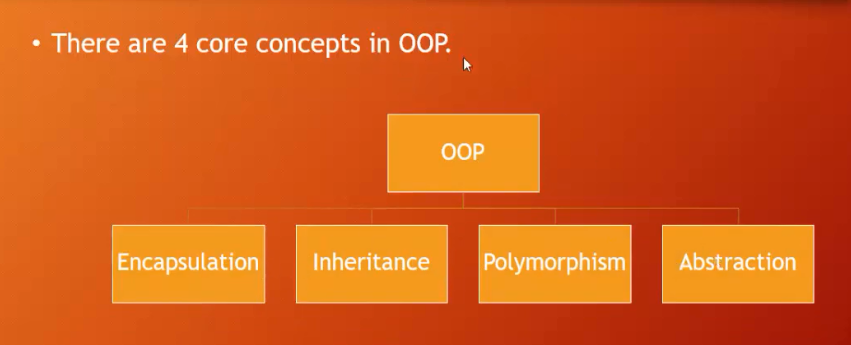 • There are 4 core concepts in OOP.
OOP
Encapsulation
Inheritance
Polymorphism
Abstraction